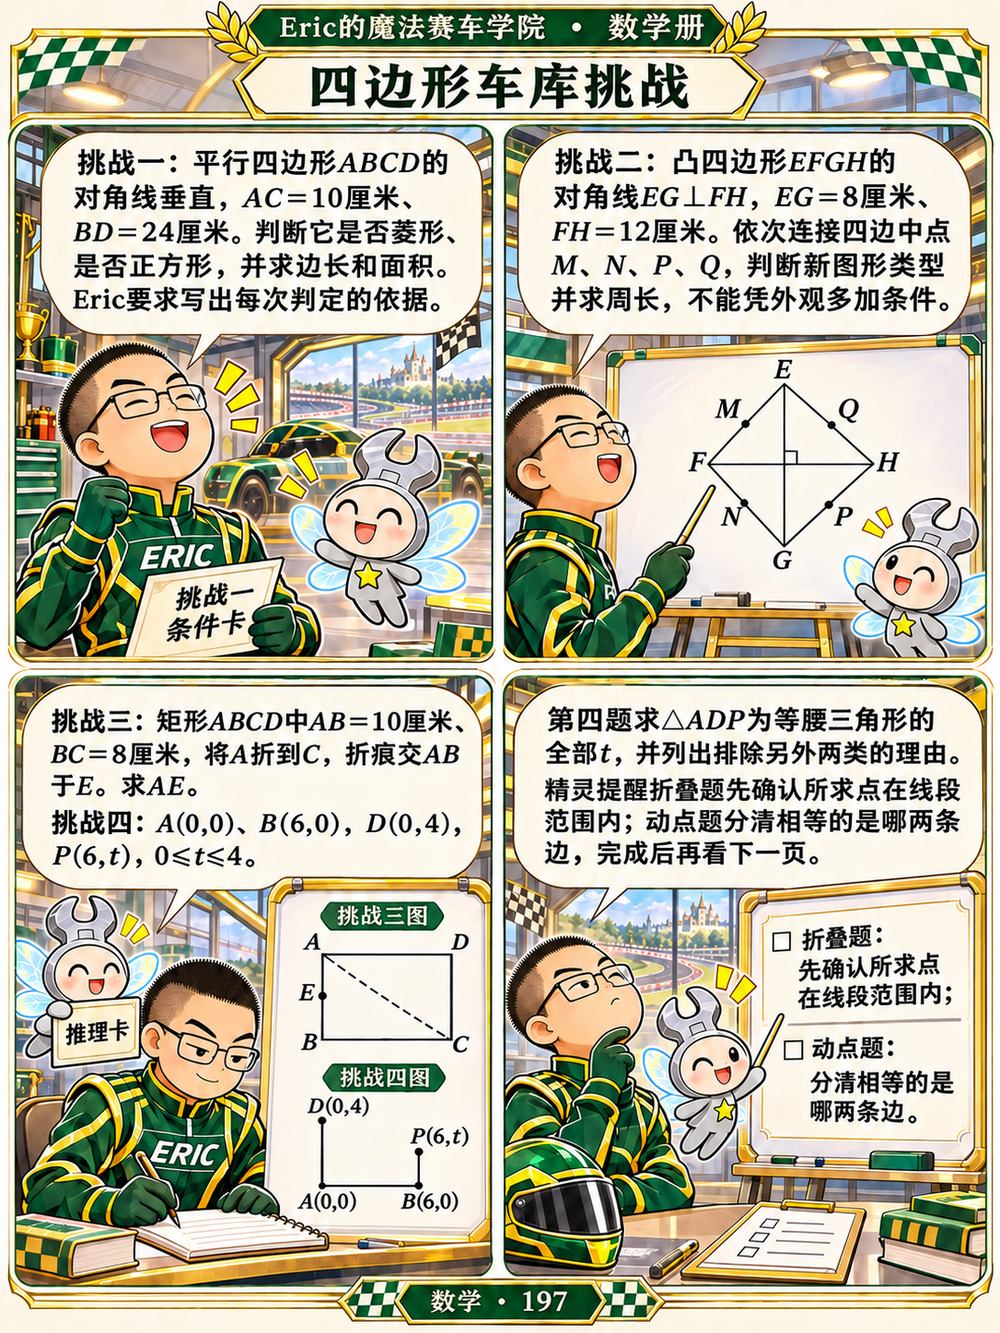 Eric的魔法赛车学院 · 数学册
四边形车库挑战
挑战一：平行四边形ABCD的
对角线垂直，AC＝10厘米、
BD＝24厘米。判断它是否菱形、
是否正方形，并求边长和面积。
Eric要求写出每次判定的依据。
ERIC
挑战一
条件卡
挑战二：凸四边形EFGH的
对角线EG⊥FH，EG＝8厘米、
FH＝12厘米。依次连接四边中点
M、N、P、Q，判断新图形类型
并求周长，不能凭外观多加条件。
E
M
Q
F
H
N
P
G
挑战三：矩形ABCD中AB＝10厘米、
BC＝8厘米，将A折到C，折痕交AB
于E。求AE。
挑战四：A(0,0)、B(6,0)，D(0,4)，
P(6,t)，0⩽t⩽4。
推理卡
ERIC
挑战三图
A
D
E
B
C
挑战四图
D(0,4)
P(6,t)
A(0,0)
B(6,0)
第四题求△ADP为等腰三角形的
全部t，并列出排除另外两类的理由。
精灵提醒折叠题先确认所求点在线段
范围内；动点题分清相等的是哪两条
边，完成后再看下一页。
□ 折叠题：
先确认所求点
在线段范围内；
□ 动点题：
分清相等的是
哪两条边。
数学 · 197